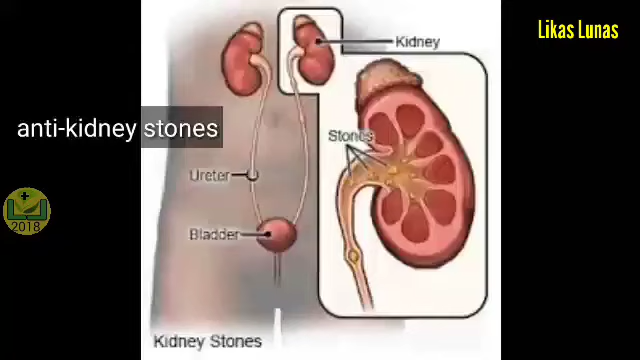 Likas Lunas
Kidney
anti-kidney stones
Stones
Ureter
2018
Bladder
Kidney Stones